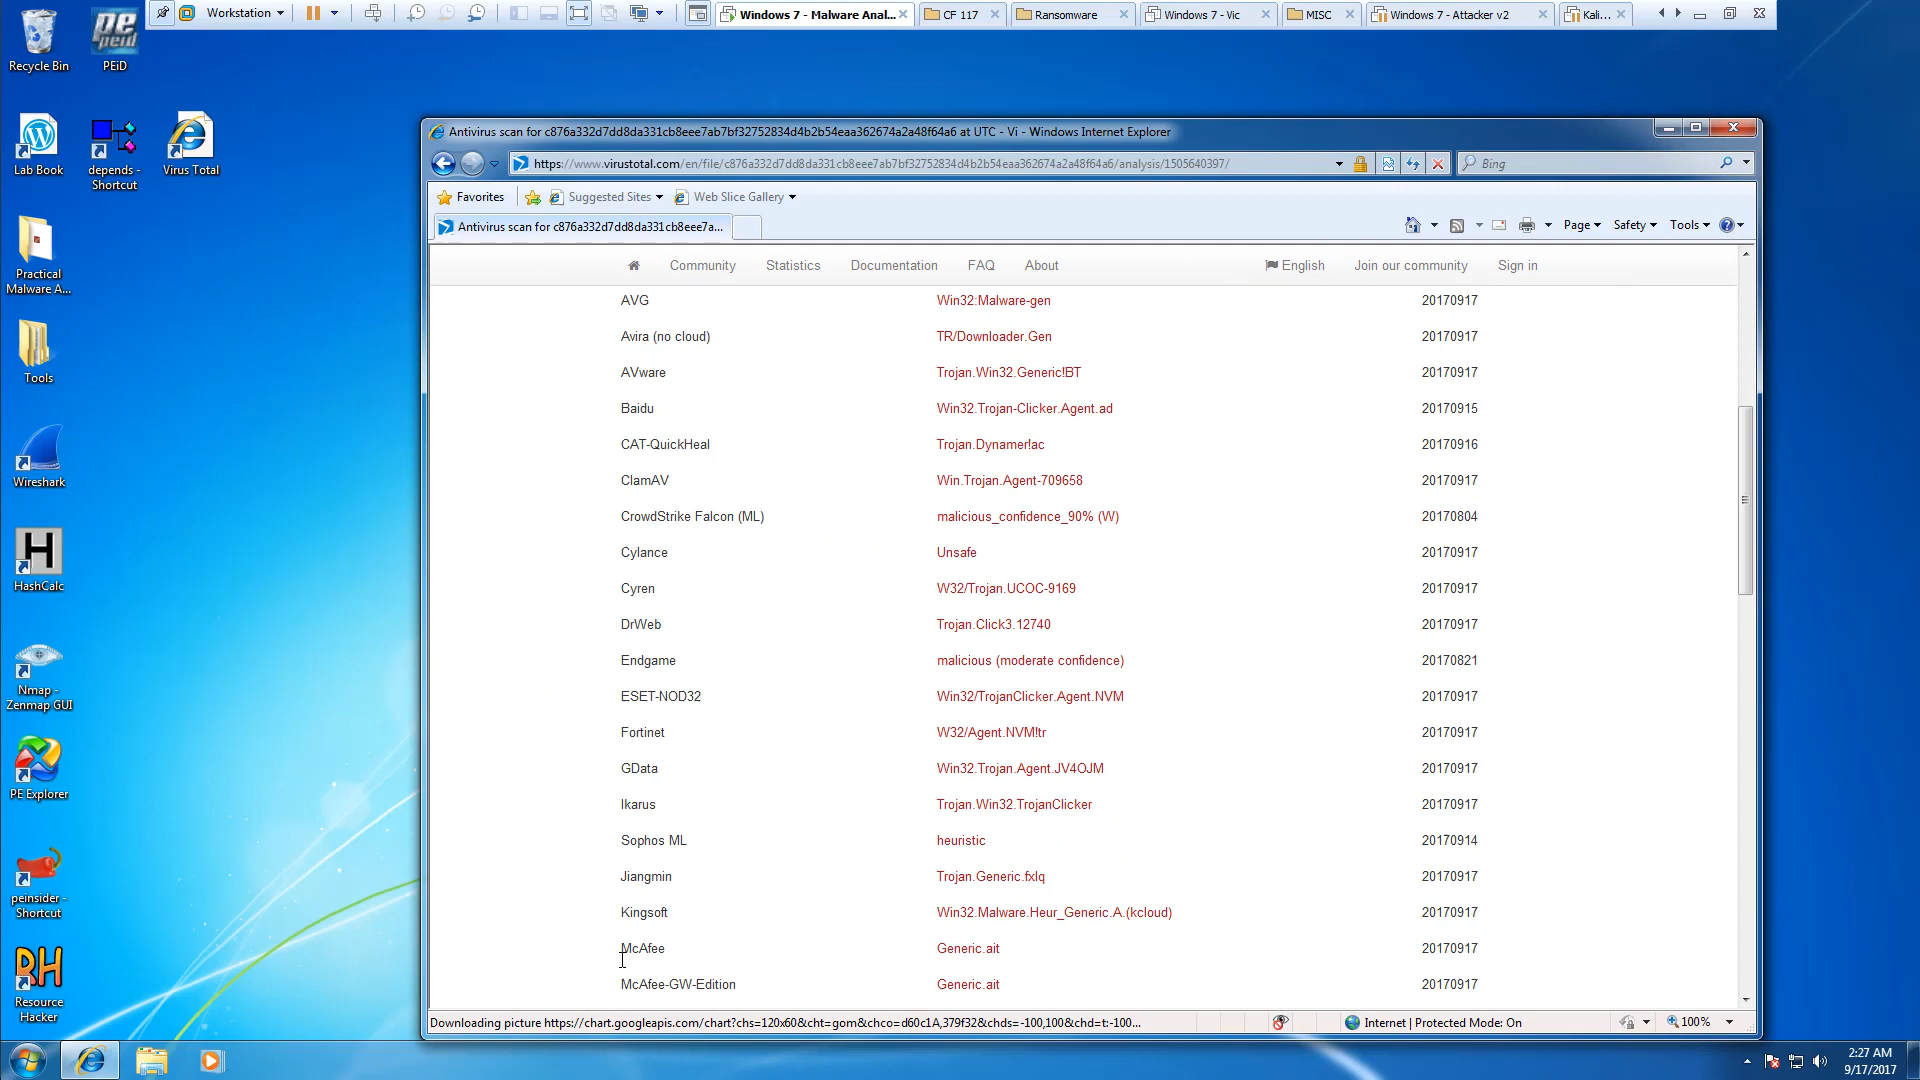 Workstation
Windows 7 - Malware Anal...
CF 117
Ransomware
Windows 7 - Vic
MISC
Windows 7 - Attacker v2
Kali...
Recycle Bin
PEiD
Lab Book
depends -
Shortcut
Virus Total
Practical
Malware A...
Tools
Wireshark
HashCalc
Nmap -
Zenmap GUI
PE Explorer
peinsider -
Shortcut
RH
Resource
Hacker
Antivirus scan for c876a332d7dd8da331cb8eee7ab7bf32752834d4b2b54eaa362674a2a48f64a6 at UTC - Vi - Windows Internet Explorer
https://www.virustotal.com/en/file/c876a332d7dd8da331cb8eee7ab7bf32752834d4b2b54eaa362674a2a48f64a6/analysis/1505640397/
Bing
Favorites
Suggested Sites
Web Slice Gallery
Antivirus scan for c876a332d7dd8da331cb8eee7a...
Page
Safety
Tools
Community Statistics Documentation FAQ About English Join our community Sign in
AVG Win32:Malware-gen 20170917
Avira (no cloud) TR/Downloader.Gen 20170917
AVware Trojan.Win32.Generic!BT 20170917
Baidu Win32.Trojan-Clicker.Agent.ad 20170915
CAT-QuickHeal Trojan.Dynamer!ac 20170916
ClamAV Win.Trojan.Agent-709658 20170917
CrowdStrike Falcon (ML) malicious_confidence_90% (W) 20170804
Cylance Unsafe 20170917
Cyren W32/Trojan.UCOC-9169 20170917
DrWeb Trojan.Click3.12740 20170917
Endgame malicious (moderate confidence) 20170821
ESET-NOD32 Win32/TrojanClicker.Agent.NVM 20170917
Fortinet W32/Agent.NVM!tr 20170917
GData Win32.Trojan.Agent.JV4OJM 20170917
Ikarus Trojan.Win32.TrojanClicker 20170917
Sophos ML heuristic 20170914
Jiangmin Trojan.Generic.fxlq 20170917
Kingsoft Win32.Malware.Heur_Generic.A.(kcloud) 20170917
McAfee Generic.ait 20170917
McAfee-GW-Edition Generic.ait 20170917
Downloading picture https://chart.googleapis.com/chart?chs=120x60&cht=gom&chco=d60c1A,379f32&chds=-100,100&chd=t:-100...
Internet | Protected Mode: On
100%
2:27 AM
9/17/2017